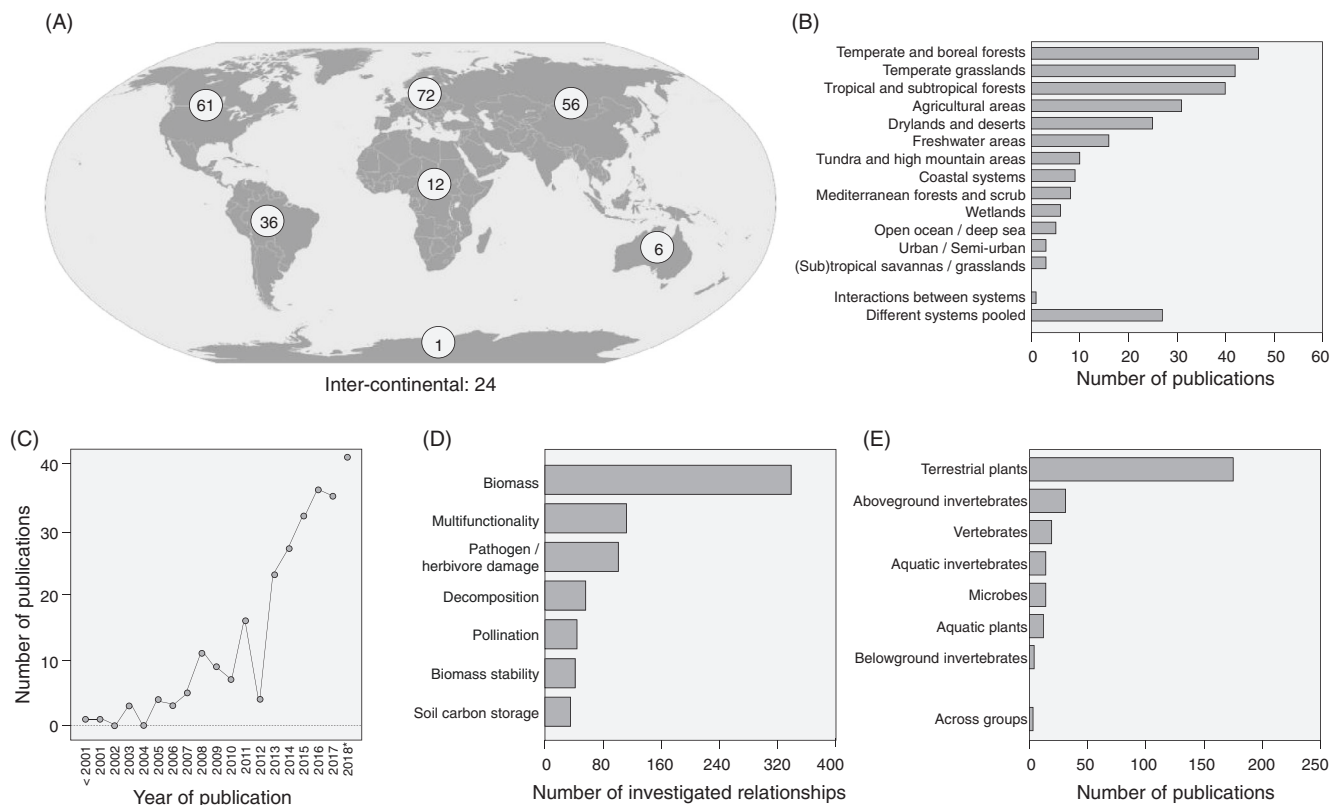 (A)
61
72
56
12
36
6
1
Inter-continental: 24
(B)
Temperate and boreal forests
Temperate grasslands
Tropical and subtropical forests
Agricultural areas
Drylands and deserts
Freshwater areas
Tundra and high mountain areas
Coastal systems
Mediterranean forests and scrub
Wetlands
Open ocean / deep sea
Urban / Semi-urban
(Sub)tropical savannas / grasslands
Interactions between systems
Different systems pooled
0 10 20 30 40 50 60
Number of publications
(C)
Number of publications
40
30
20
10
0
< 2001
2001
2002
2003
2004
2005
2006
2007
2008
2009
2010
2011
2012
2013
2014
2015
2016
2017
2018*
Year of publication
(D)
Biomass
Multifunctionality
Pathogen /
herbivore damage
Decomposition
Pollination
Biomass stability
Soil carbon storage
0 80 160 240 320 400
Number of investigated relationships
(E)
Terrestrial plants
Aboveground invertebrates
Vertebrates
Aquatic invertebrates
Microbes
Aquatic plants
Belowground invertebrates
Across groups
0 50 100 150 200 250
Number of publications